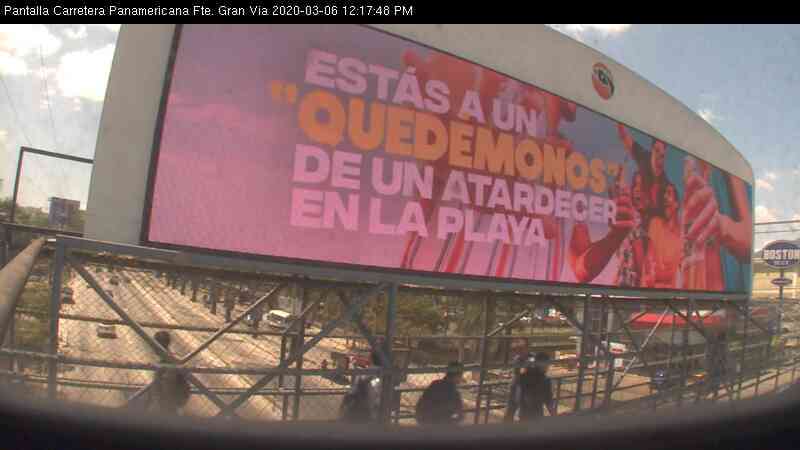 Pantalla Carretera Panamericana Fte. Gran Via 2020-03-06 12:17:48 PM
ESTÁS A UN
"QUEDÉMONOS"
DE UN ATARDECER
EN LA PLAYA
BOSTON